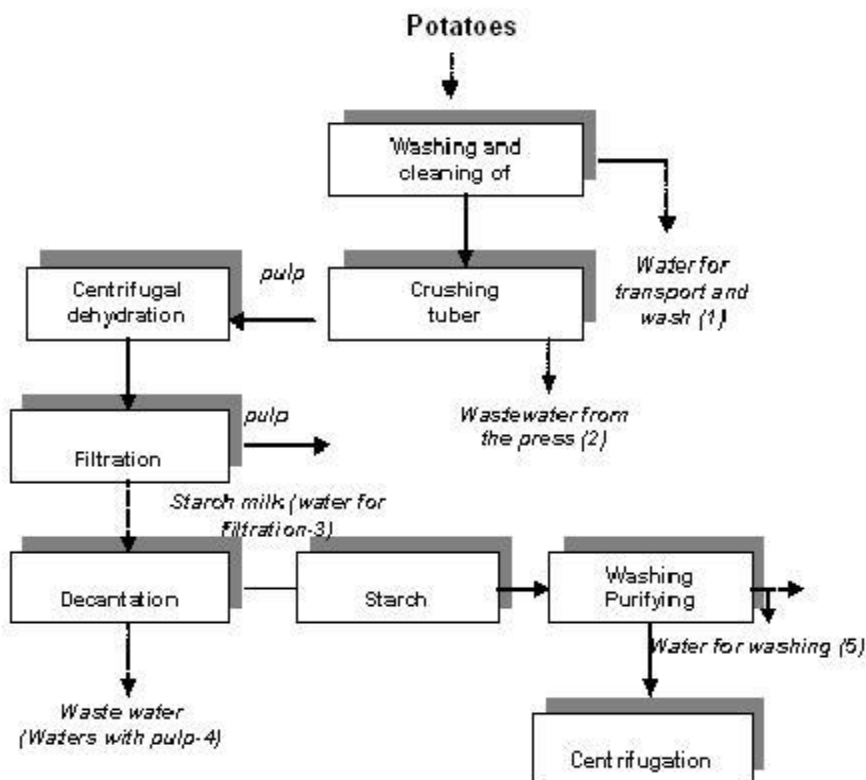 Potatoes
Washing and
cleaning of
Water for
transport and
wash (1)
Crushing
tuber
pulp
Centrifugal
dehydration
Wastewater from
the press (2)
pulp
Filtration
Starch milk (water for
filtration-3)
Decantation
Starch
Washing
Purifying
Water for washing (5)
Waste water
(Waters with pulp-4)
Centrifugation